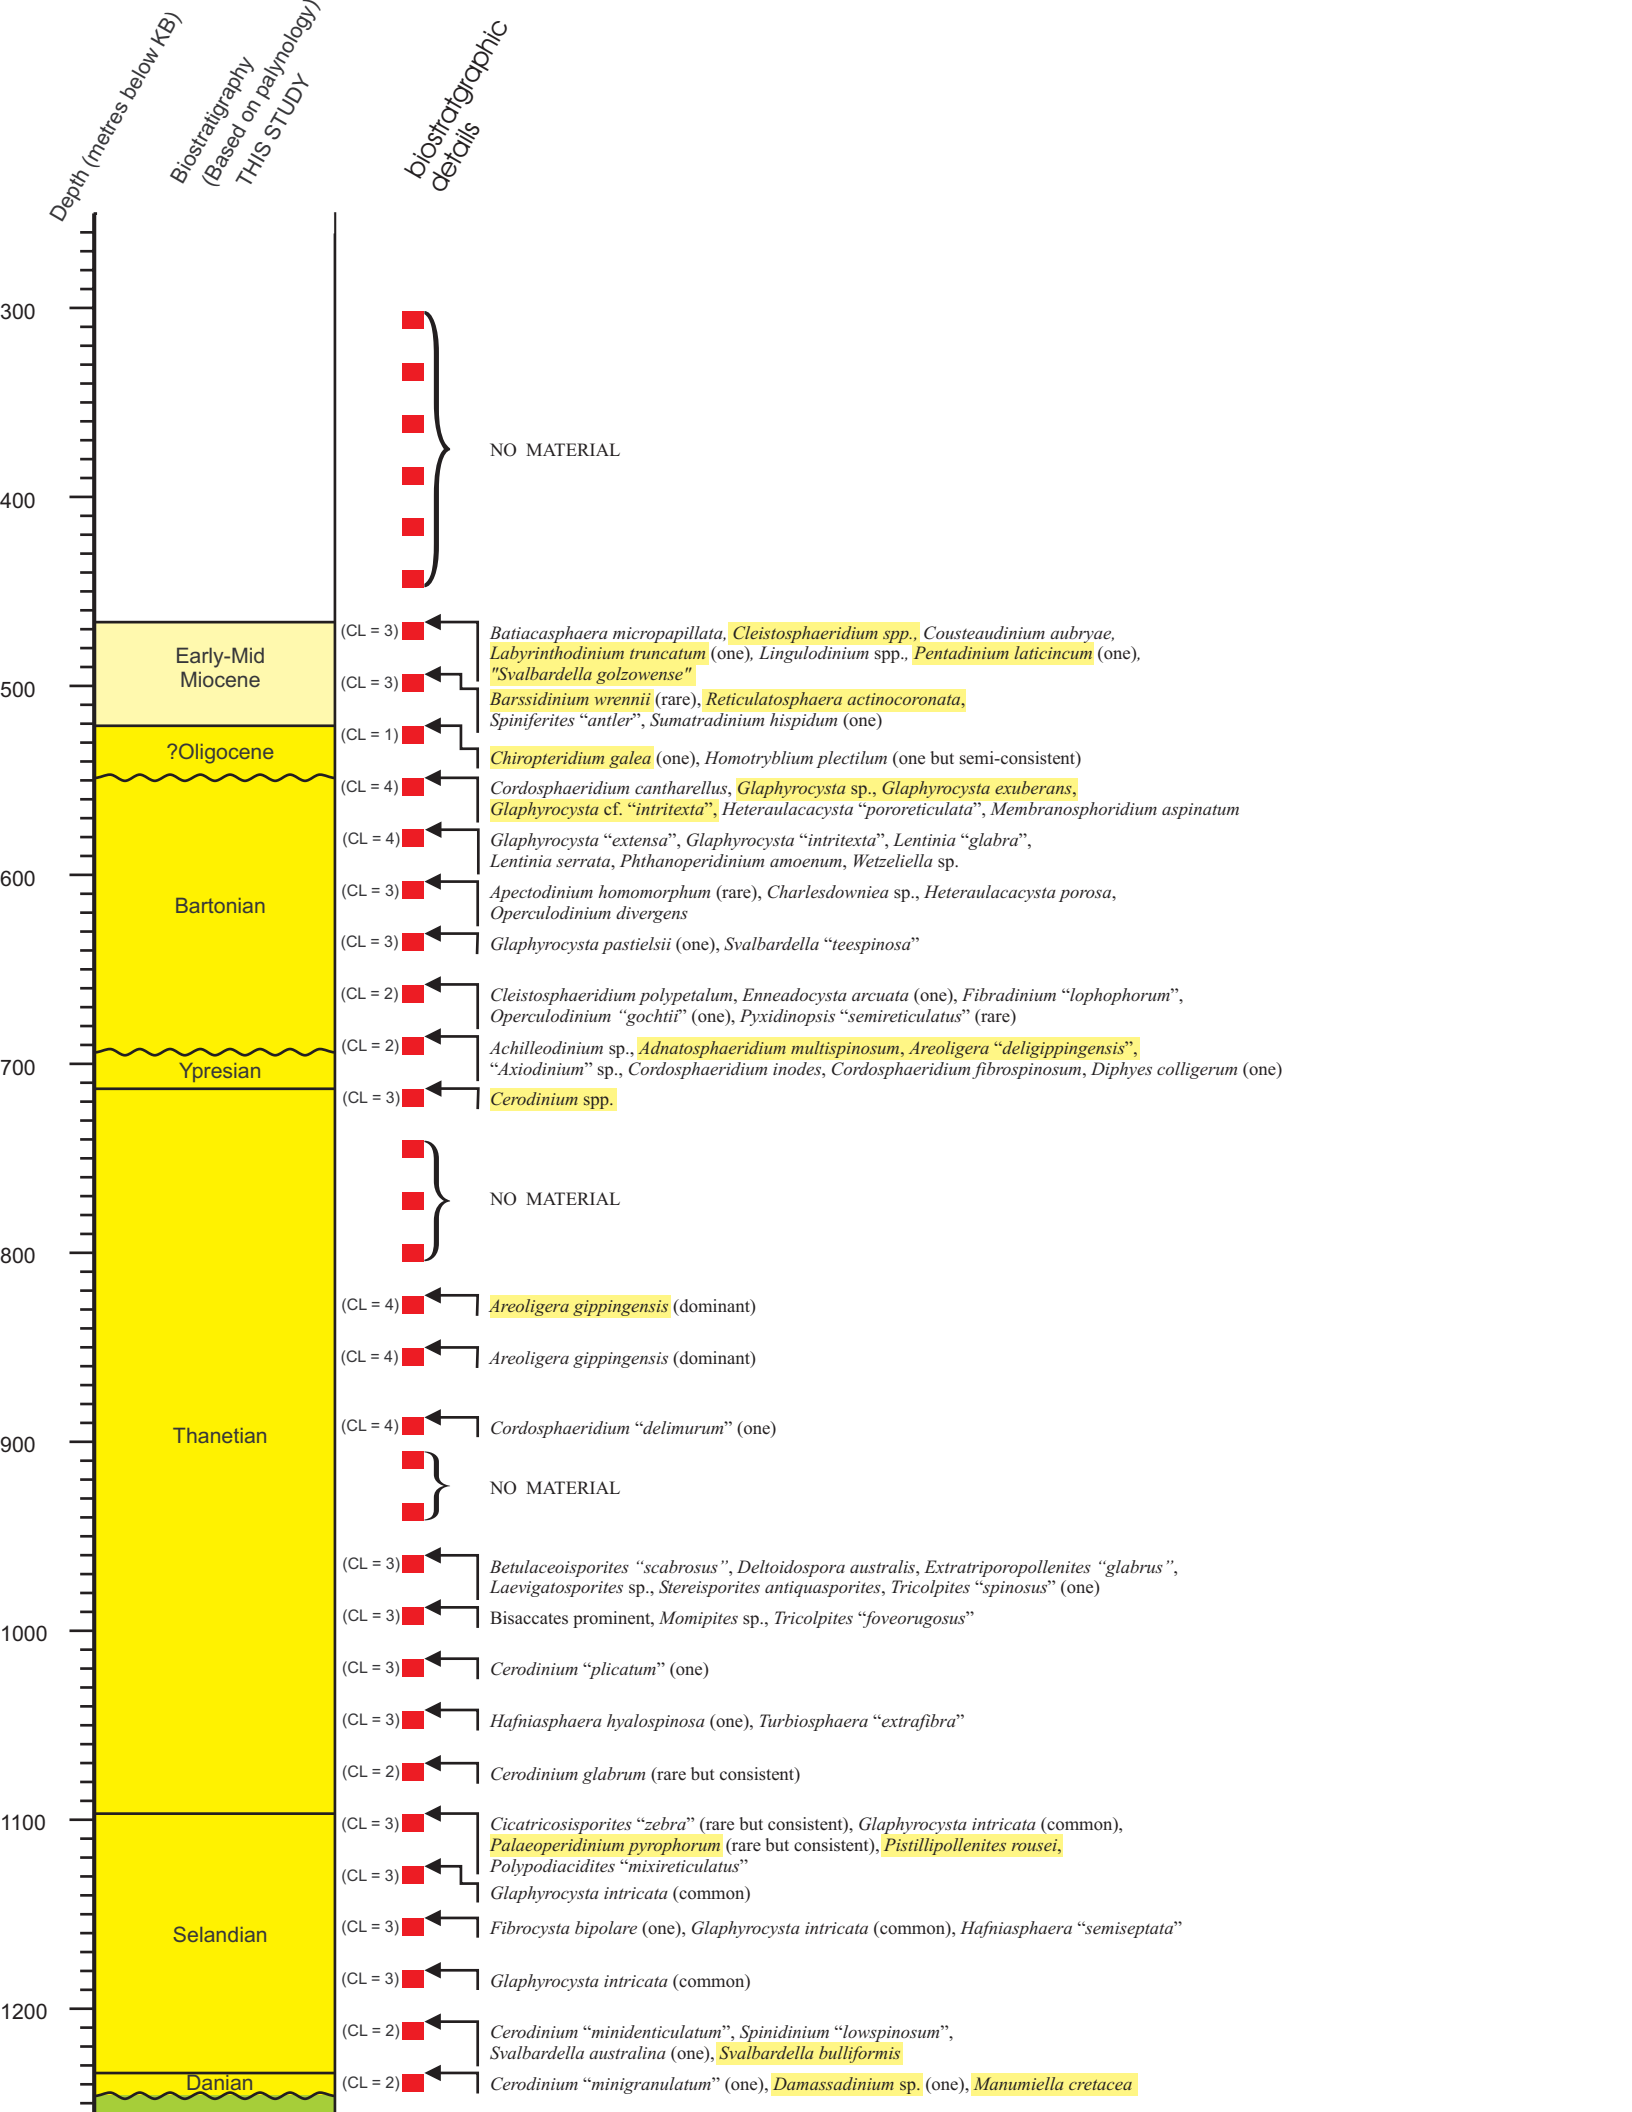 Depth (metres below KB)
Biostratigraphy
(Based on palynology)
THIS STUDY
biostratgraphic
details
300
NO MATERIAL
400
(CL = 3)
Batiacasphaera micropapillata, Cleistosphaeridium spp., Cousteaudinium aubryae,
Labyrinthodinium truncatum (one), Lingulodinium spp., Pentadinium laticincum (one),
"Svalbardella golzowense"
Early-Mid
Miocene
500
(CL = 3)
Barssidinium wrennii (rare), Reticulatosphaera actinocoronata,
Spiniferites “antler”, Sumatradinium hispidum (one)
(CL = 1)
?Oligocene
Chiropteridium galea (one), Homotryblium plectilum (one but semi-consistent)
(CL = 4)
Cordosphaeridium cantharellus, Glaphyrocysta sp., Glaphyrocysta exuberans,
Glaphyrocysta cf. “intritexta”, Heteraulacacysta “pororeticulata”, Membranosphoridium aspinatum
(CL = 4)
Glaphyrocysta “extensa”, Glaphyrocysta “intritexta”, Lentinia “glabra”,
Lentinia serrata, Phthanoperidinium amoenum, Wetzeliella sp.
600
(CL = 3)
Apectodinium homomorphum (rare), Charlesdowniea sp., Heteraulacacysta porosa,
Operculodinium divergens
Bartonian
(CL = 3)
Glaphyrocysta pastielsii (one), Svalbardella “teespinosa”
(CL = 2)
Cleistosphaeridium polypetalum, Enneadocysta arcuata (one), Fibradinium “lophophorum”,
Operculodinium “gochtii” (one), Pyxidinopsis “semireticulatus” (rare)
(CL = 2)
Achilleodinium sp., Adnatosphaeridium multispinosum, Areoligera “deligippingensis”,
“Axiodinium” sp., Cordosphaeridium inodes, Cordosphaeridium fibrospinosum, Diphyes colligerum (one)
700
Ypresian
(CL = 3)
Cerodinium spp.
NO MATERIAL
800
(CL = 4)
Areoligera gippingensis (dominant)
(CL = 4)
Areoligera gippingensis (dominant)
(CL = 4)
Cordosphaeridium “delimurum” (one)
900
Thanetian
NO MATERIAL
(CL = 3)
Betulaceoisporites “scabrosus”, Deltoidospora australis, Extratriporopollenites “glabrus”,
Laevigatosporites sp., Stereisporites antiquasporites, Tricolpites “spinosus” (one)
(CL = 3)
Bisaccates prominent, Momipites sp., Tricolpites “foveorugosus”
1000
(CL = 3)
Cerodinium “plicatum” (one)
(CL = 3)
Hafniasphaera hyalospinosa (one), Turbiosphaera “extrafibra”
(CL = 2)
Cerodinium glabrum (rare but consistent)
1100
(CL = 3)
Cicatricosisporites “zebra” (rare but consistent), Glaphyrocysta intricata (common),
Palaeoperidinium pyrophorum (rare but consistent), Pistillipollenites rousei,
Polypodiacidites “mixireticulatus”
(CL = 3)
Glaphyrocysta intricata (common)
(CL = 3)
Fibrocysta bipolare (one), Glaphyrocysta intricata (common), Hafniasphaera “semiseptata”
Selandian
(CL = 3)
Glaphyrocysta intricata (common)
1200
(CL = 2)
Cerodinium “minidenticulatum”, Spinidinium “lowspinosum”,
Svalbardella australina (one), Svalbardella bulliformis
Danian
(CL = 2)
Cerodinium “minigranulatum” (one), Damassadinium sp. (one), Manumiella cretacea